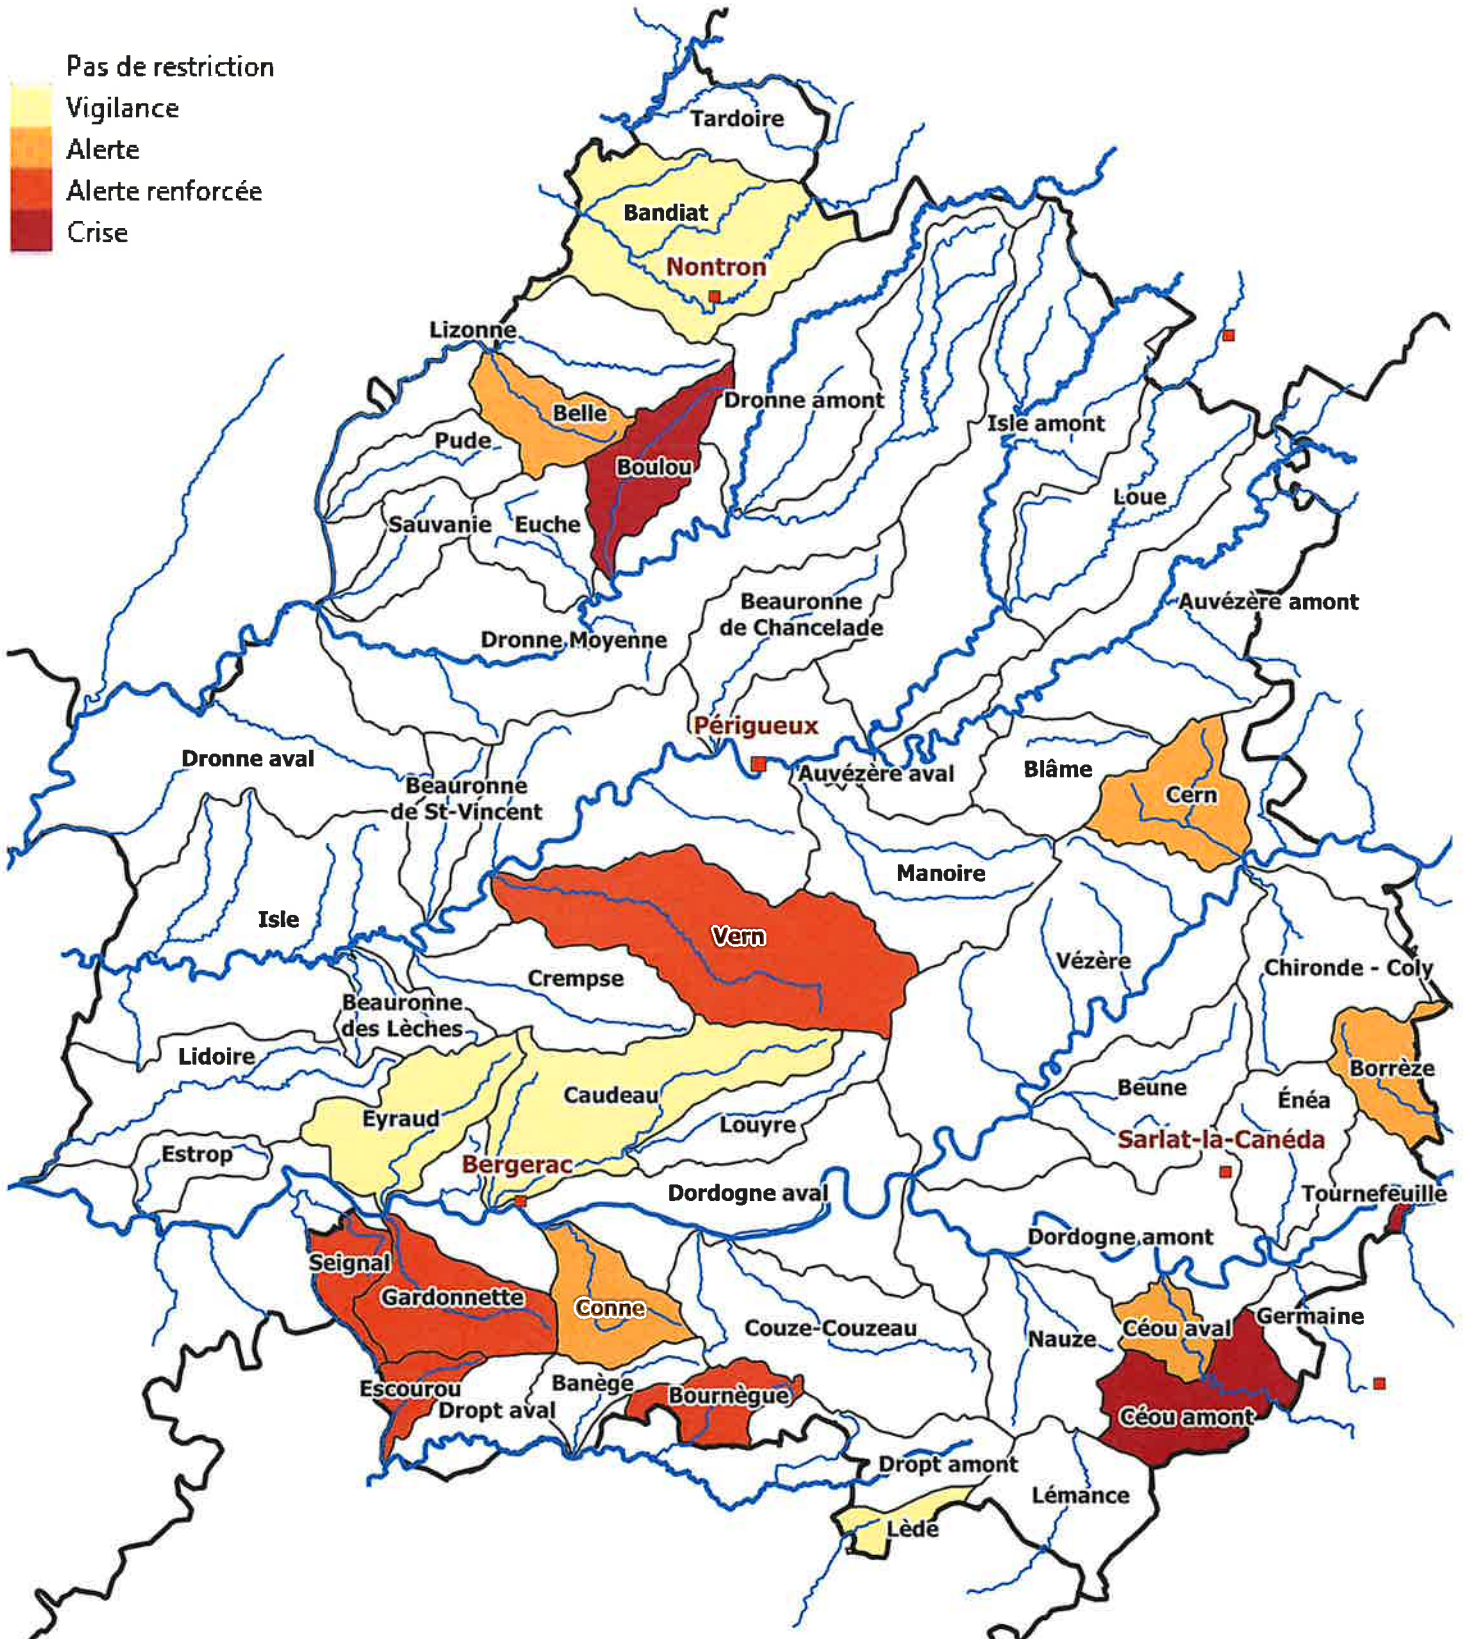 Pas de restriction
Vigilance
Alerte
Alerte renforcée
Crise
Tardoire
Bandiat
Nontron
Lizonne
Belle
Dronne amont
Pude
Isle amont
Boulou
Loue
Sauvanie
Euche
Beauronne
de Chancelade
Auvézère amont
Dronne Moyenne
Périgueux
Dronne aval
Auvézère aval
Blâme
Beauronne
de St-Vincent
Cern
Manoire
Isle
Vern
Vézère
Chironde - Coly
Crempse
Beauronne
des Lèches
Lidoire
Borrèze
Caudeau
Beune
Énéa
Eyraud
Louyre
Sarlat-la-Canéda
Estrop
Bergerac
Dordogne aval
Tournefeuille
Dordogne amont
Seignal
Gardonnette
Conne
Germaine
Couze-Couzeau
Nauze
Céou aval
Escourou
Banège
Bournègue
Dropt aval
Céou amont
Dropt amont
Lémance
Lède